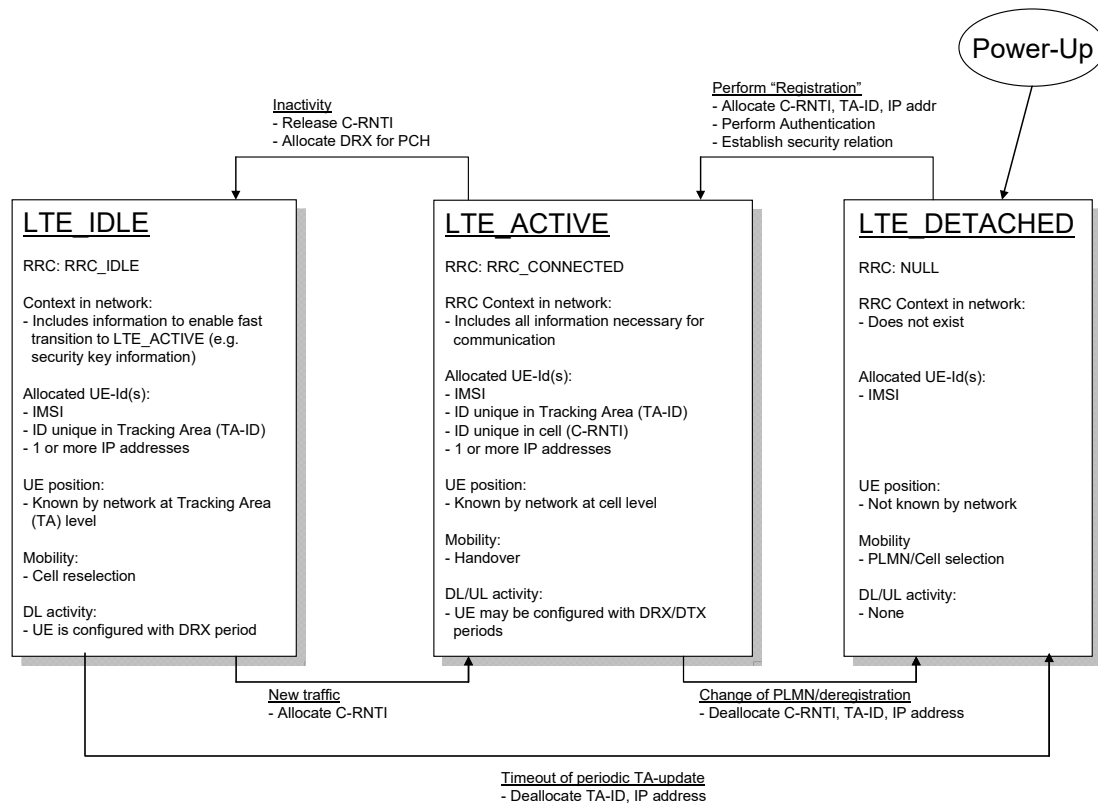 Power-Up
Inactivity
- Release C-RNTI
- Allocate DRX for PCH
Perform “Registration”
- Allocate C-RNTI, TA-ID, IP addr
- Perform Authentication
- Establish security relation
LTE_IDLE
RRC: RRC_IDLE
Context in network:
- Includes information to enable fast
transition to LTE_ACTIVE (e.g.
security key information)
Allocated UE-Id(s):
- IMSI
- ID unique in Tracking Area (TA-ID)
- 1 or more IP addresses
UE position:
- Known by network at Tracking Area
(TA) level
Mobility:
- Cell reselection
DL activity:
- UE is configured with DRX period
LTE_ACTIVE
RRC: RRC_CONNECTED
RRC Context in network:
- Includes all information necessary for
communication
Allocated UE-Id(s):
- IMSI
- ID unique in Tracking Area (TA-ID)
- ID unique in cell (C-RNTI)
- 1 or more IP addresses
UE position:
- Known by network at cell level
Mobility:
- Handover
DL/UL activity:
- UE may be configured with DRX/DTX
periods
LTE_DETACHED
RRC: NULL
RRC Context in network:
- Does not exist
Allocated UE-Id(s):
- IMSI
UE position:
- Not known by network
Mobility
- PLMN/Cell selection
DL/UL activity:
- None
New traffic
- Allocate C-RNTI
Change of PLMN/deregistration
- Deallocate C-RNTI, TA-ID, IP address
Timeout of periodic TA-update
- Deallocate TA-ID, IP address